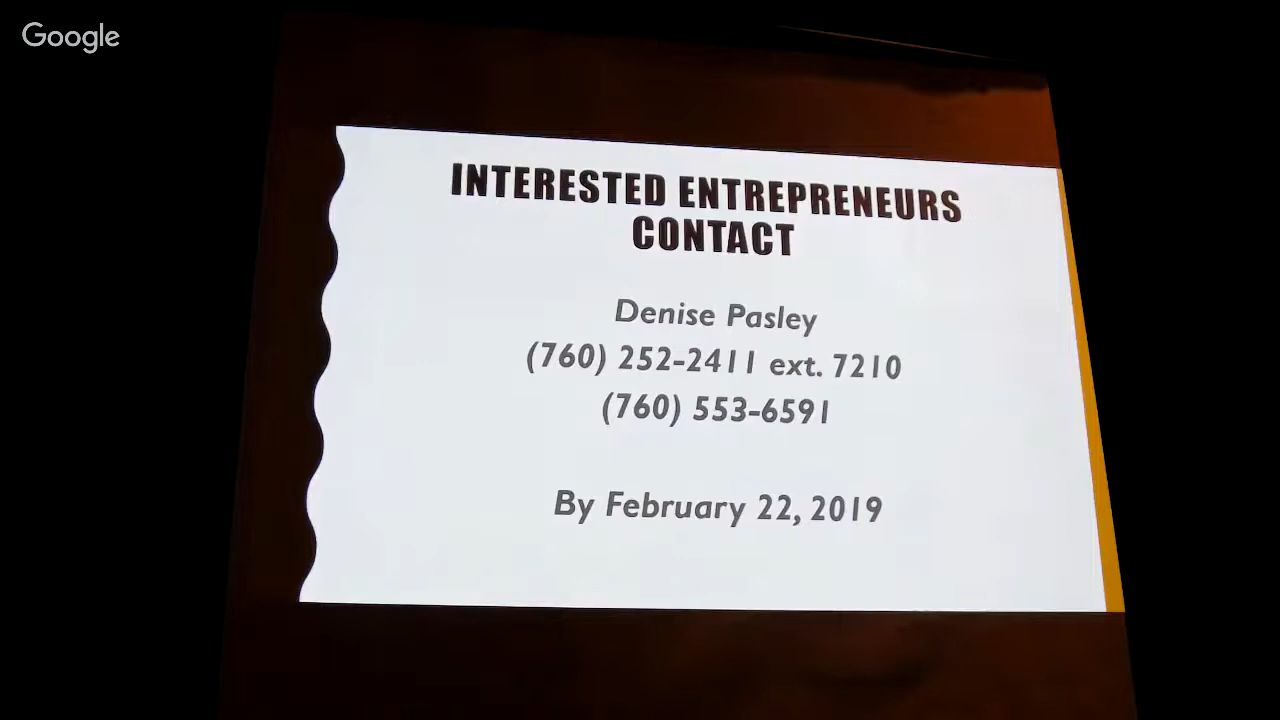 Google
INTERESTED ENTREPRENEURS
CONTACT
Denise Pasley
(760) 252-2411 ext. 7210
(760) 553-6591
By February 22, 2019